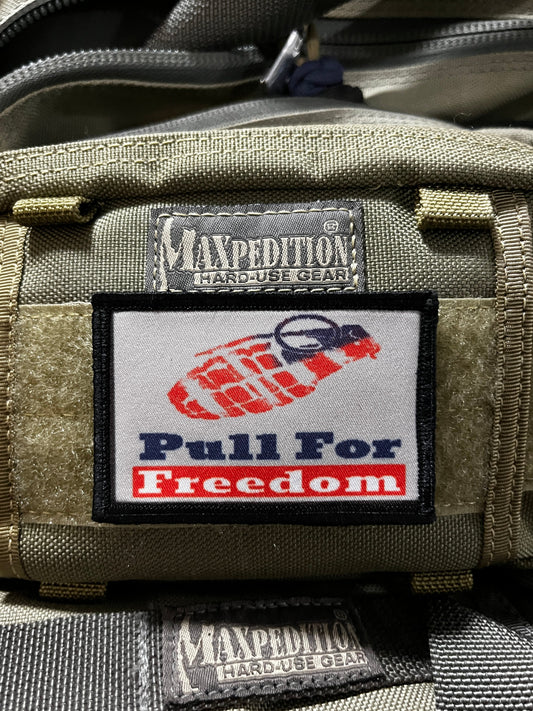 MAXPEDITION®
HARD-USE GEAR
Pull For
Freedom
MAXPEDITION
HARD-USE GEAR